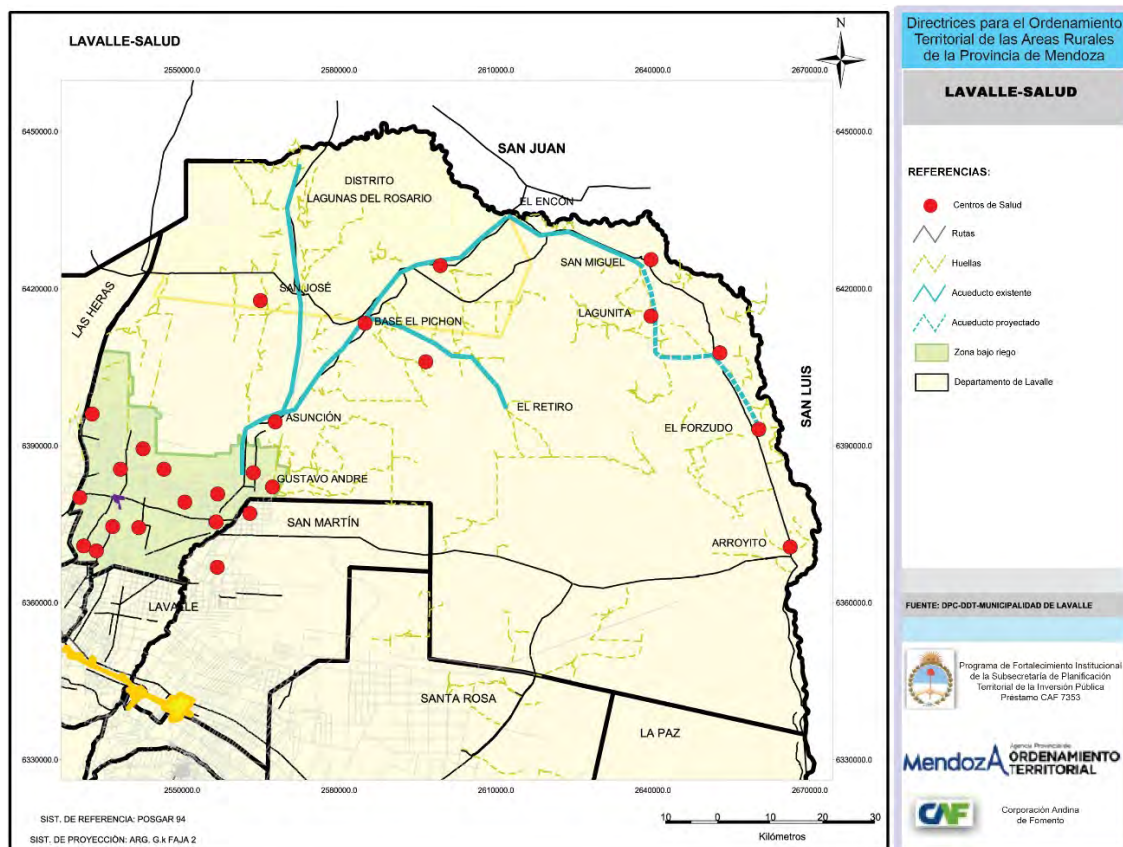 LAVALLE-SALUD
N
2550000.0
2580000.0
2610000.0
2640000.0
2670000.0
6450000.0
6450000.0
SAN JUAN
DISTRITO
LAGUNAS DEL ROSARIO
EL ENCON
SAN MIGUEL
6420000.0
SAN JOSÉ
6420000.0
LAS HERAS
BASE EL PICHON
LAGUNITA
SAN LUIS
EL RETIRO
ASUNCIÓN
EL FORZUDO
6390000.0
6390000.0
GUSTAVO ANDRE
SAN MARTÍN
ARROYITO
6360000.0
LAVALLE
6360000.0
SANTA ROSA
LA PAZ
6330000.0
6330000.0
2550000.0
2580000.0
2610000.0
2640000.0
2670000.0
SIST. DE REFERENCIA: POSGAR 94
SIST. DE PROYECCIÓN: ARG. G.k FAJA 2
10 0 10 20 30
Kilómetros
Directrices para el Ordenamiento
Territorial de las Areas Rurales
de la Provincia de Mendoza
LAVALLE-SALUD
REFERENCIAS:
Centros de Salud
Rutas
Huellas
Acueducto existente
Acueducto proyectado
Zona bajo riego
Departamento de Lavalle
FUENTE: DPC-DDT-MUNICIPALIDAD DE LAVALLE
Programa de Fortalecimiento Institucional
de la Subsecretaría de Planificación
Territorial de la Inversión Pública
Préstamo CAF 7353
MendozA
Agencia Provincial de
ORDENAMIENTO
TERRITORIAL
CAF
Corporación Andina
de Fomento